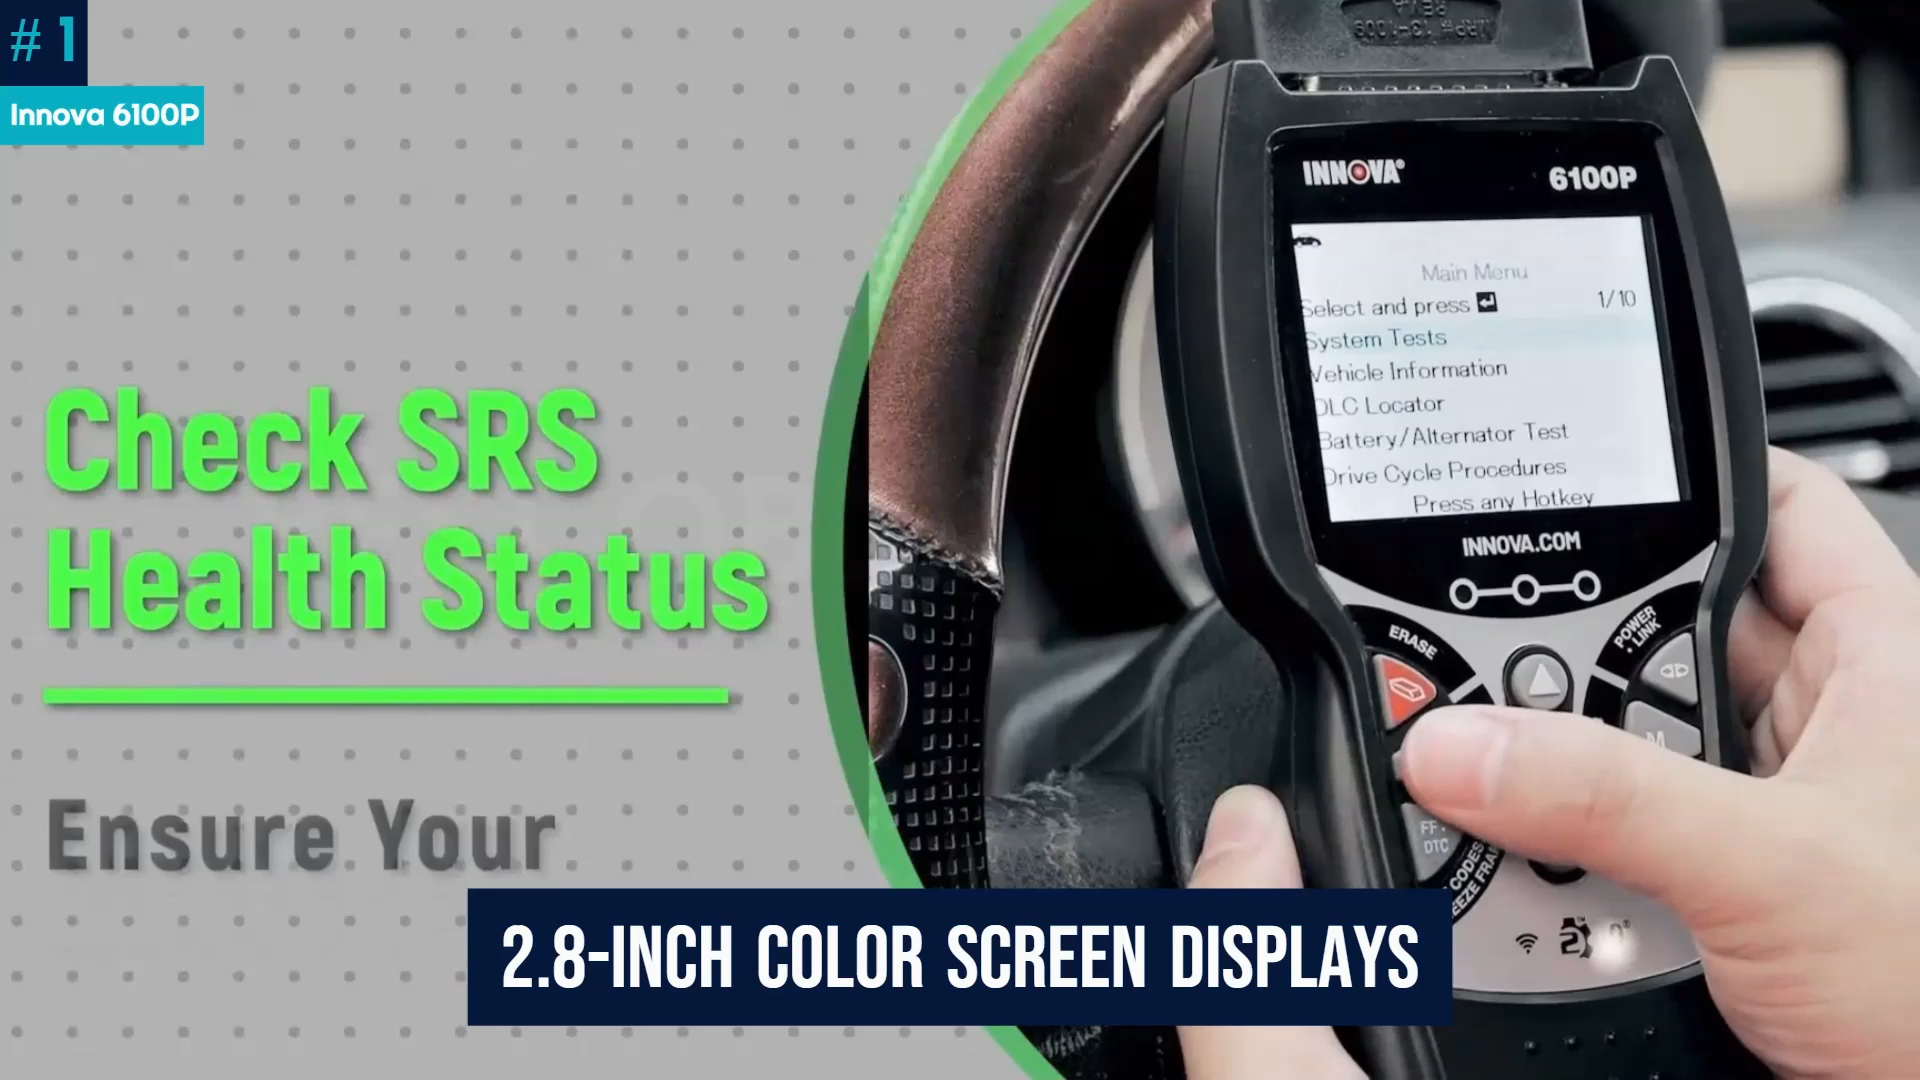 # 1
Innova 6100P
Check SRS
Health Status
Ensure Your
2.8-INCH COLOR SCREEN DISPLAYS
INNOVA®
6100P
Main Menu
Select and press
1/10
System Tests
Vehicle Information
DLC Locator
Battery/Alternator Test
Drive Cycle Procedures
Press any Hotkey
INNOVA.COM
ERASE
POWER
LINK
M
DTC
CODES